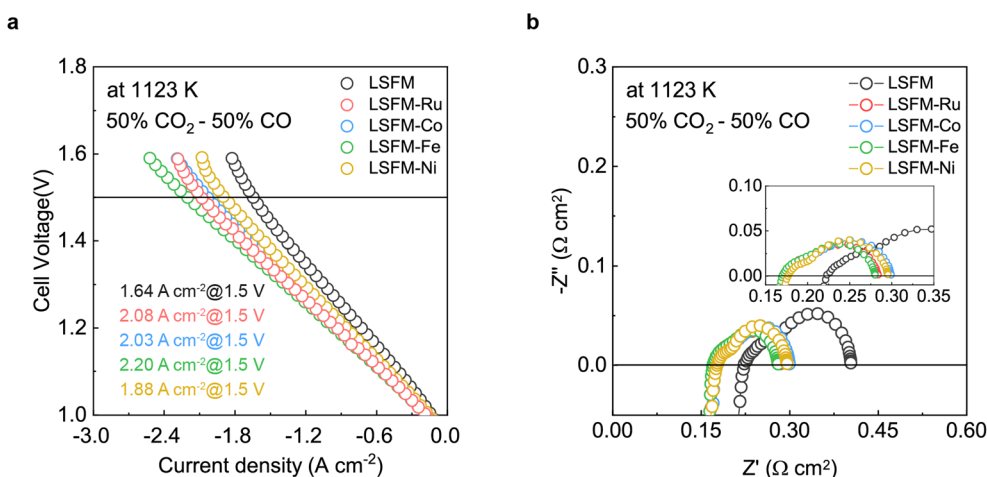 a
1.8
1.6
1.4
1.2
1.0
Cell Voltage(V)
at 1123 K
50% CO₂ - 50% CO
LSFM
LSFM-Ru
LSFM-Co
LSFM-Fe
LSFM-Ni
1.64 A cm⁻²@1.5 V
2.08 A cm⁻²@1.5 V
2.03 A cm⁻²@1.5 V
2.20 A cm⁻²@1.5 V
1.88 A cm⁻²@1.5 V
-3.0 -2.4 -1.8 -1.2 -0.6 0.0
Current density (A cm⁻²)
b
0.3
0.2
0.1
0.0
-Z'' (Ω cm²)
at 1123 K
50% CO₂ - 50% CO
LSFM
LSFM-Ru
LSFM-Co
LSFM-Fe
LSFM-Ni
0.10
0.05
0.00
0.15 0.20 0.25 0.30 0.35
0.00 0.15 0.30 0.45 0.60
Z' (Ω cm²)